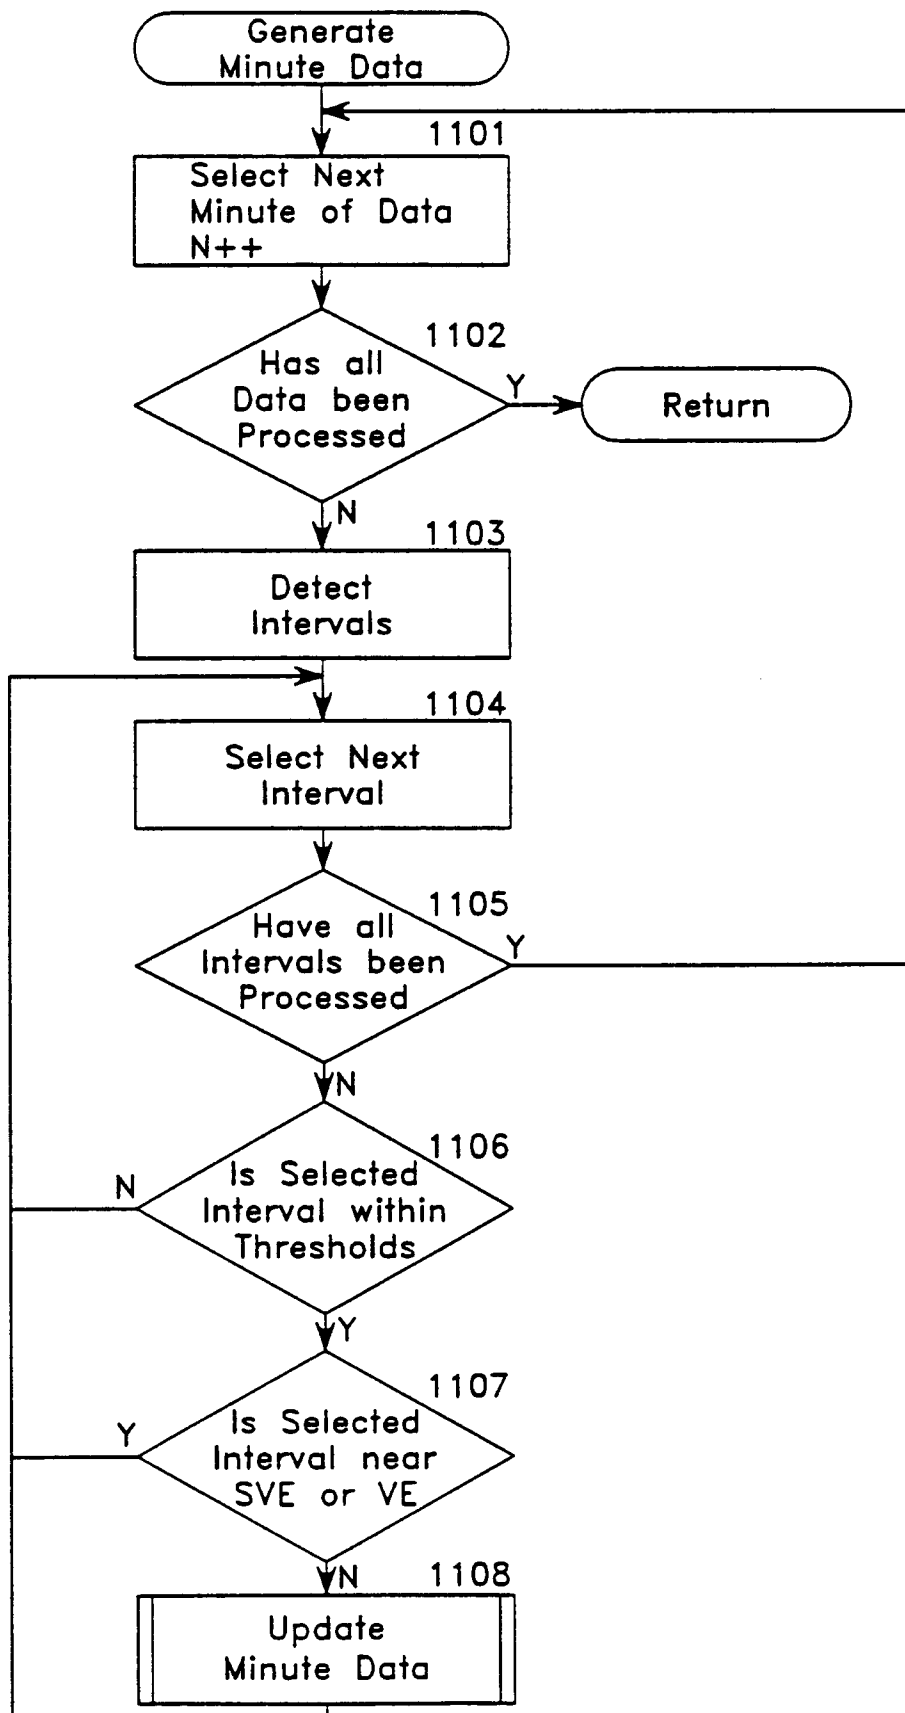 Generate
Minute Data
1101
Select Next
Minute of Data
N++
1102
Has all
Data been
Processed
Y
Return
N
1103
Detect
Intervals
1104
Select Next
Interval
1105
Have all
Intervals been
Processed
Y
N
1106
Is Selected
Interval within
Thresholds
N
Y
1107
Is Selected
Interval near
SVE or VE
Y
N
1108
Update
Minute Data